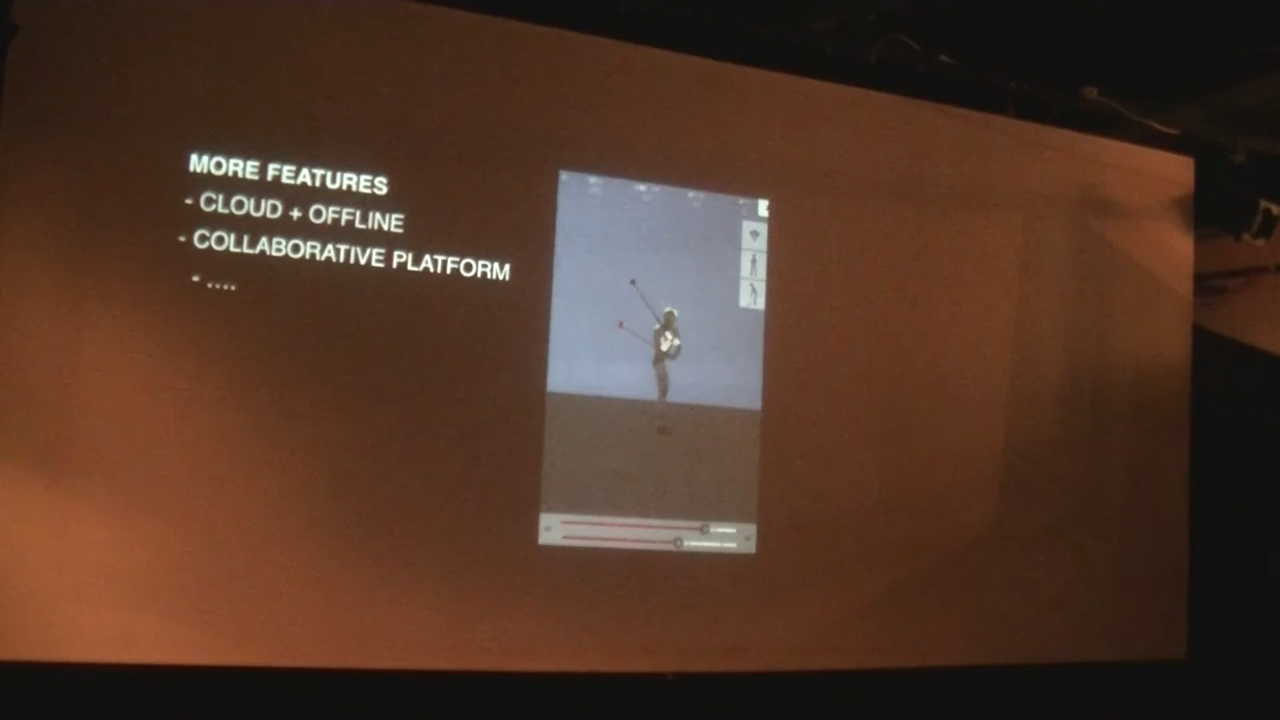 MORE FEATURES
- CLOUD + OFFLINE
- COLLABORATIVE PLATFORM
- ....